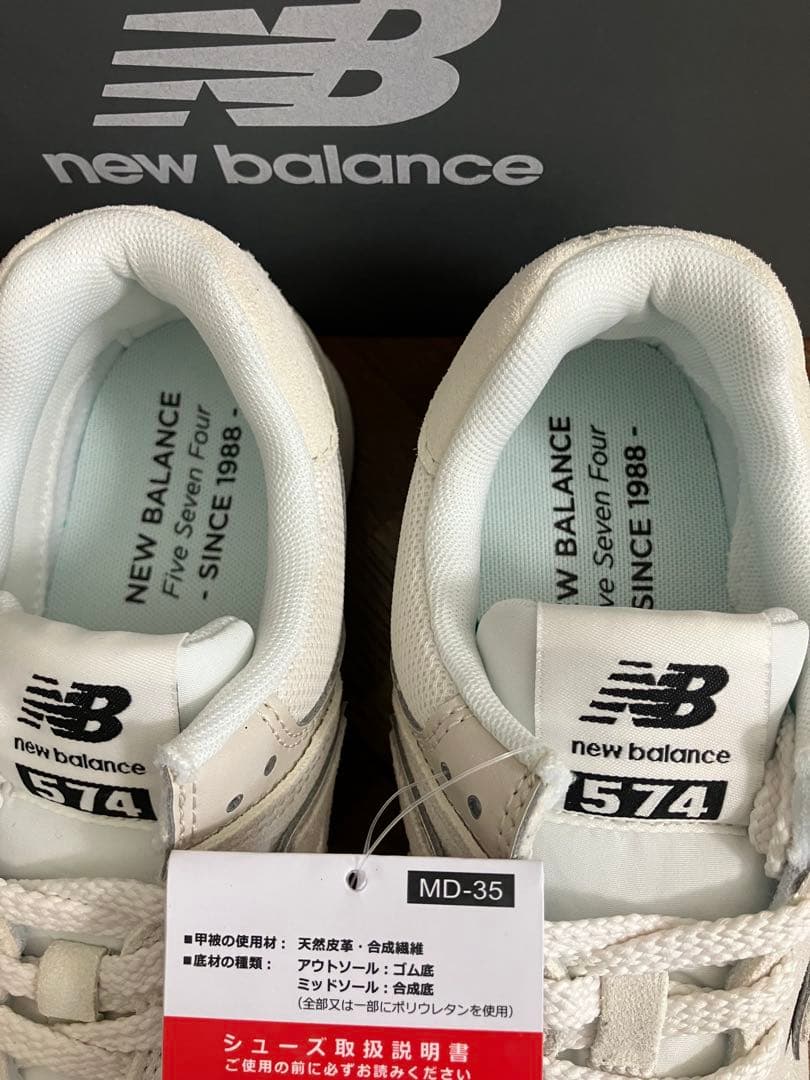 NB
new balance
NEW BALANCE
Five Seven Four
- SINCE 1988 -
NEW BALANCE
ve Seven Four
SINCE 1988 -
NB
new balance
574
NB
new balance
574
MD-35
■甲被の使用材： 天然皮革・合成繊維
■底材の種類： アウトソール：ゴム底
ミッドソール：合成底
（全部又は一部にポリウレタンを使用）
シューズ取扱説明書
ご使用の前に必ずお読みください